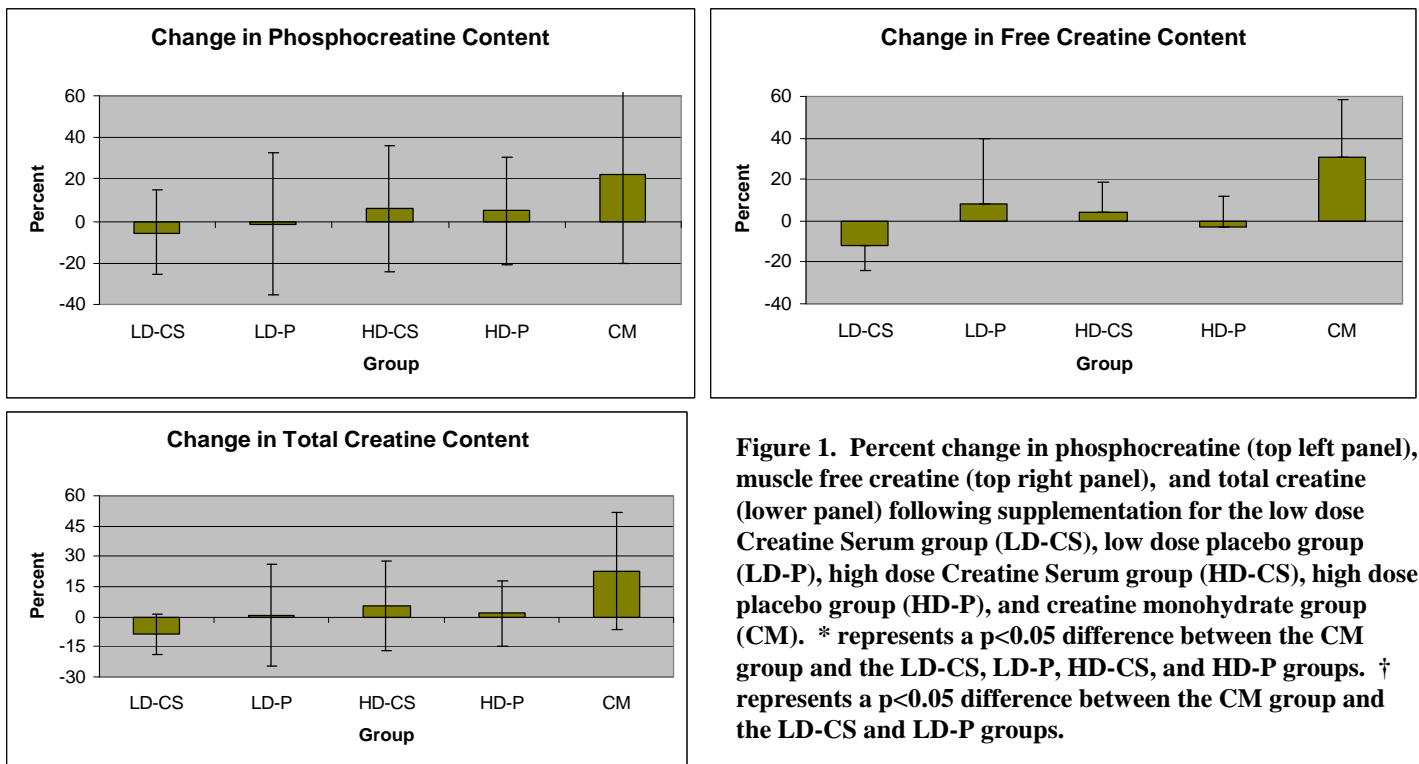 Change in Phosphocreatine Content
60
40
20
0
-20
-40
Percent
LD-CS LD-P HD-CS HD-P CM
Group
Change in Free Creatine Content
60
40
20
0
-20
-40
Percent
LD-CS LD-P HD-CS HD-P CM
Group
Change in Total Creatine Content
60
45
30
15
0
-15
-30
Percent
LD-CS LD-P HD-CS HD-P CM
Group
Figure 1. Percent change in phosphocreatine (top left panel),
muscle free creatine (top right panel), and total creatine
(lower panel) following supplementation for the low dose
Creatine Serum group (LD-CS), low dose placebo group
(LD-P), high dose Creatine Serum group (HD-CS), high dose
placebo group (HD-P), and creatine monohydrate group
(CM). * represents a p<0.05 difference between the CM
group and the LD-CS, LD-P, HD-CS, and HD-P groups. †
represents a p<0.05 difference between the CM group and
the LD-CS and LD-P groups.